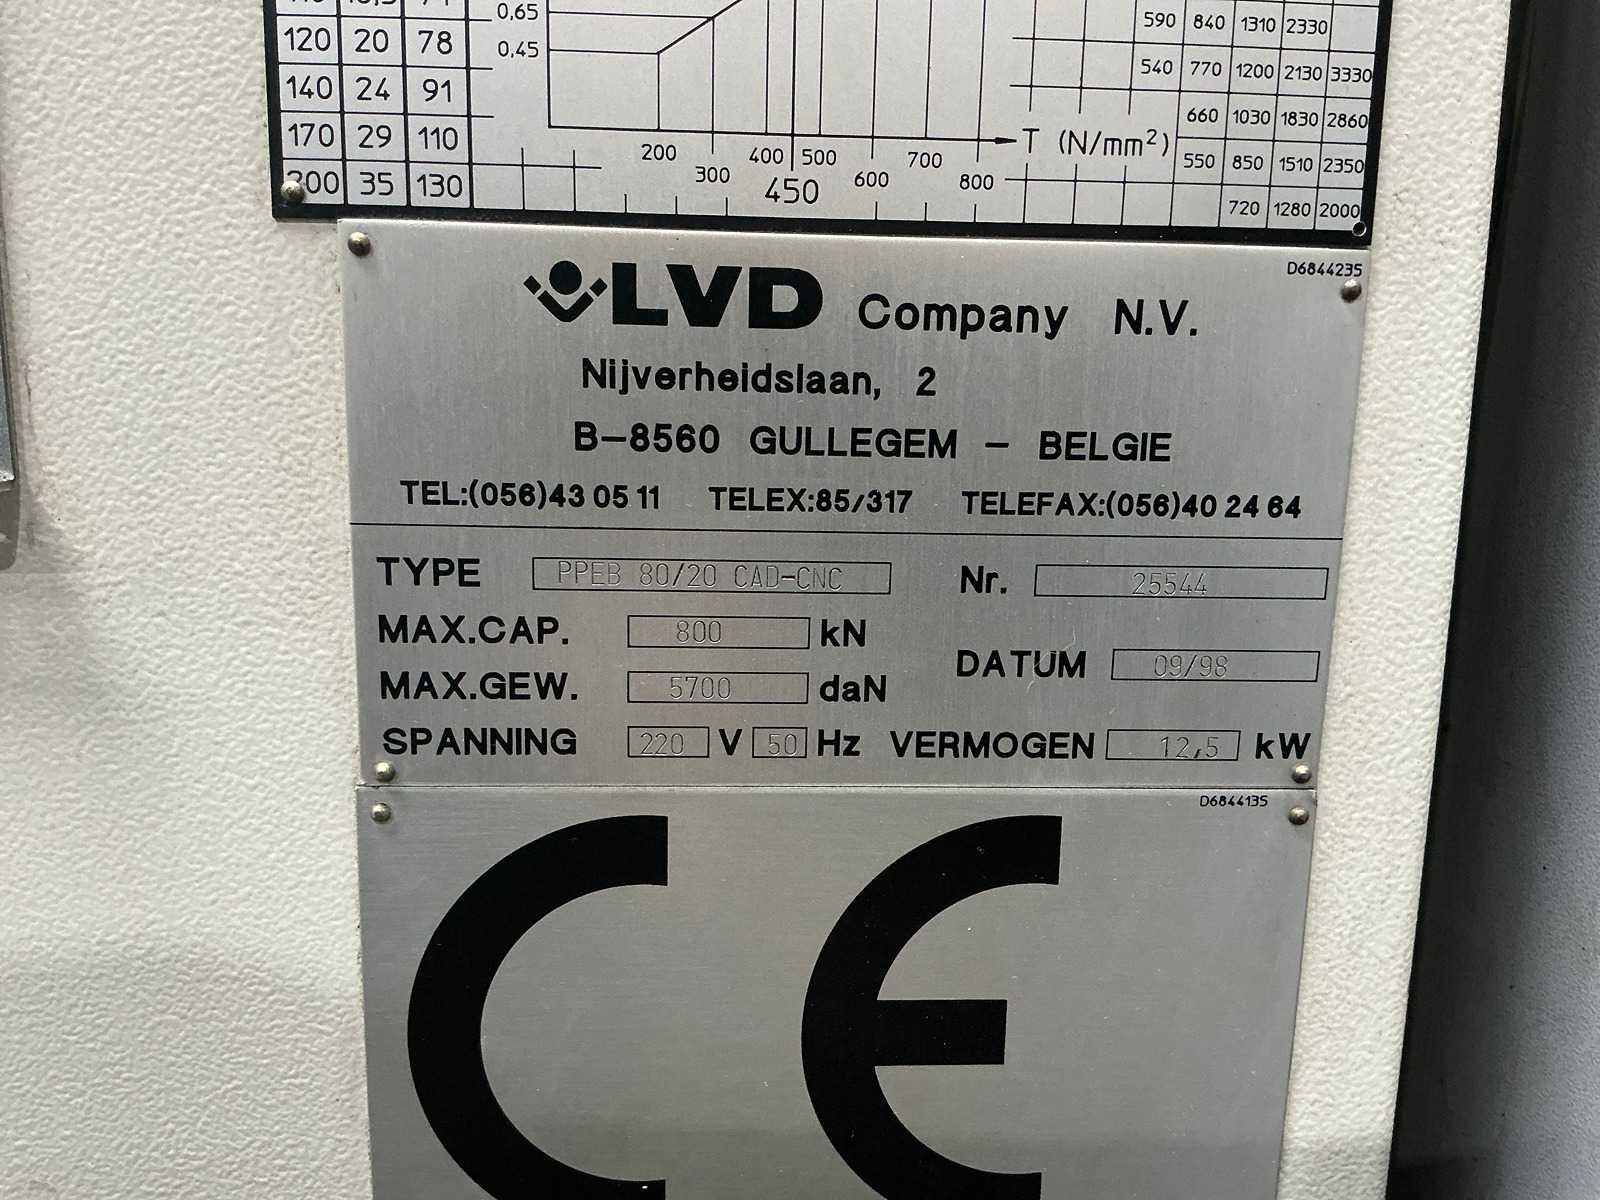 0,65 590 840 1310 2330
120 20 78 0,45 540 770 1200 2130 3330
140 24 91 660 1030 1830 2860
170 29 110 T (N/mm²) 550 850 1510 2350
200 300 400 450 500 600 700 800
200 35 130 720 1280 2000
D6844235
LVD Company N.V.
Nijverheidslaan, 2
B-8560 GULLEGEM - BELGIE
TEL:(056)43 05 11 TELEX:85/317 TELEFAX:(056)40 24 64
TYPE PPEB 80/20 CAD-CNC Nr. 25544
MAX.CAP. 800 kN
DATUM 09/98
MAX.GEW. 5700 daN
SPANNING 220 V 50 Hz VERMOGEN 12,5 kW
D6844135
CE